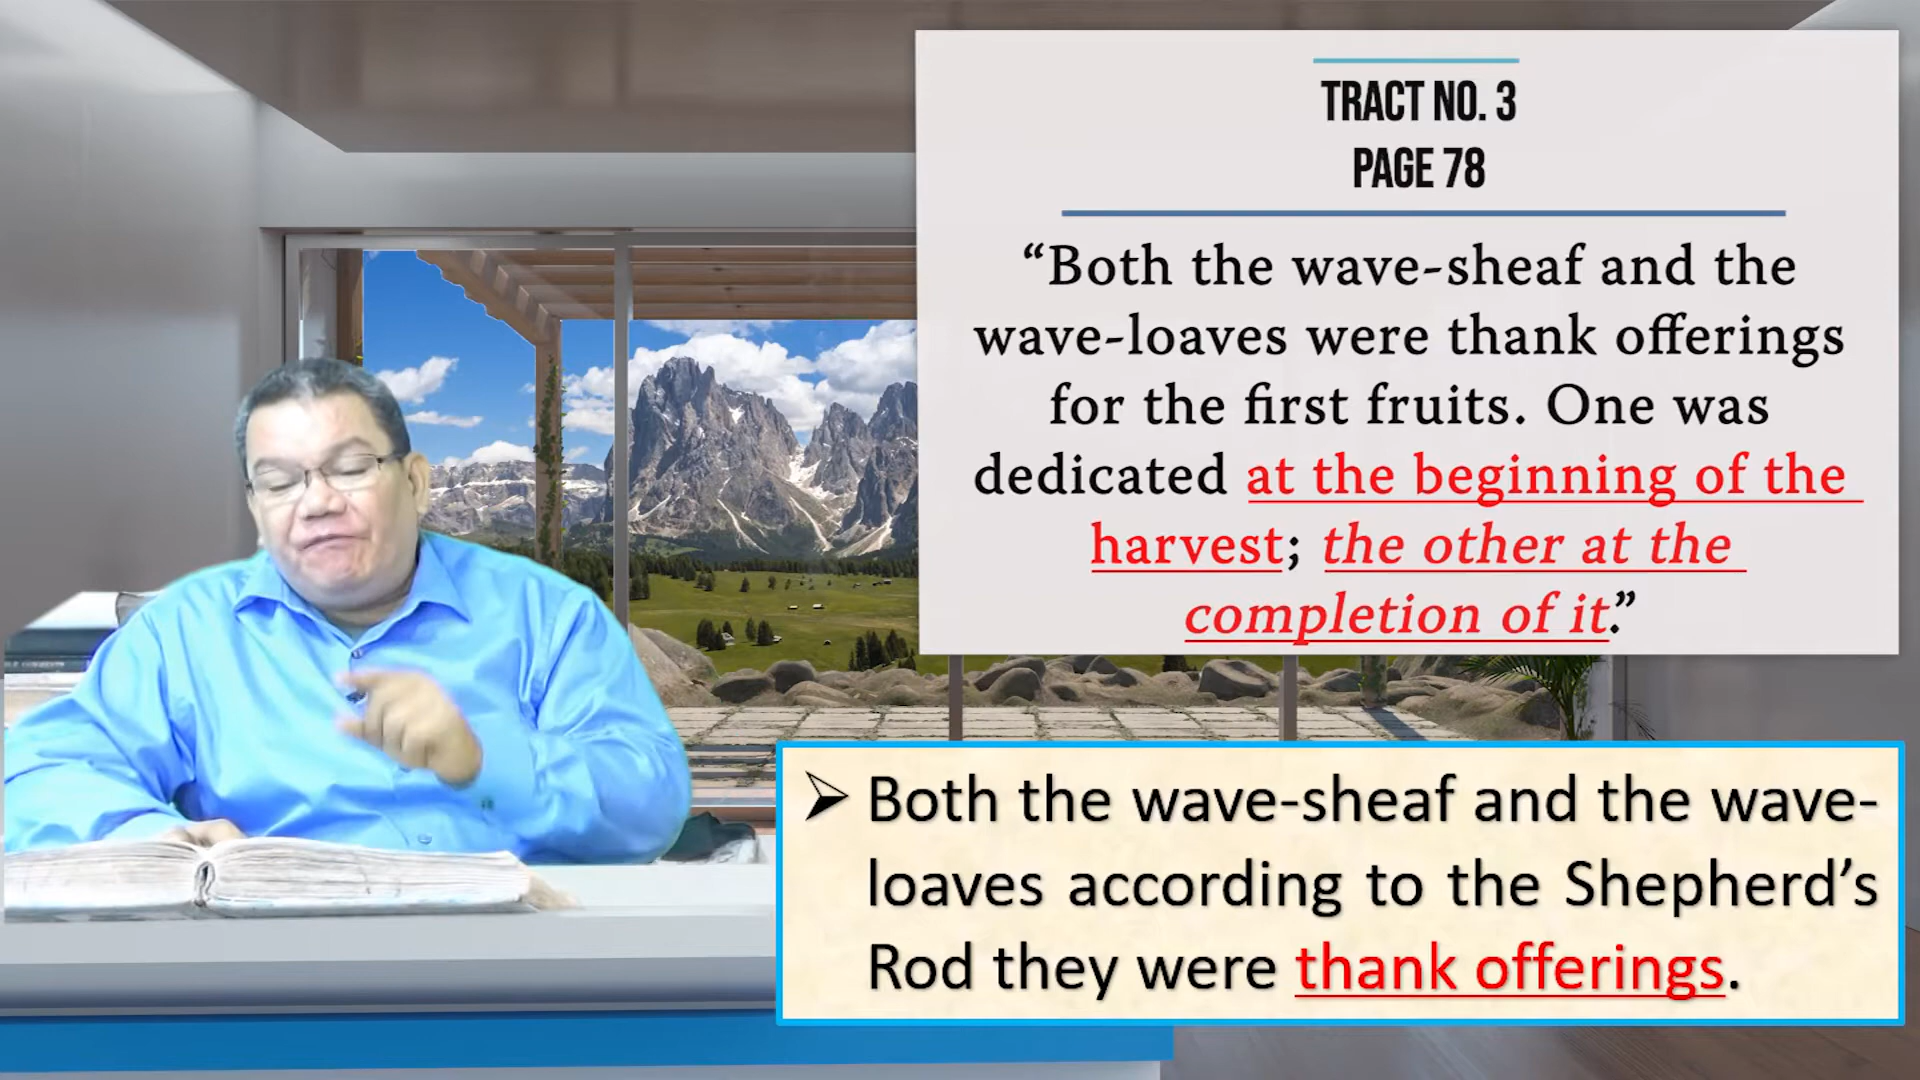 TRACT NO. 3
PAGE 78
“Both the wave-sheaf and the
wave-loaves were thank offerings
for the first fruits. One was
dedicated at the beginning of the
harvest; the other at the
completion of it.”
➢ Both the wave-sheaf and the wave-
loaves according to the Shepherd’s
Rod they were thank offerings.